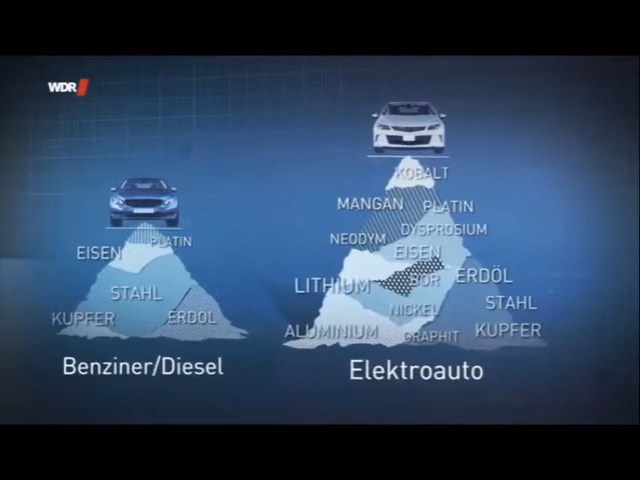 WDR
PLATIN
EISEN
STAHL
KUPFER
ERDÖL
Benziner/Diesel
KOBALT
MANGAN
PLATIN
DYSPROSIUM
NEODYM
EISEN
LITHIUM
BOR
ERDÖL
NICKEL
STAHL
ALUMINIUM
GRAPHIT
KUPFER
Elektroauto